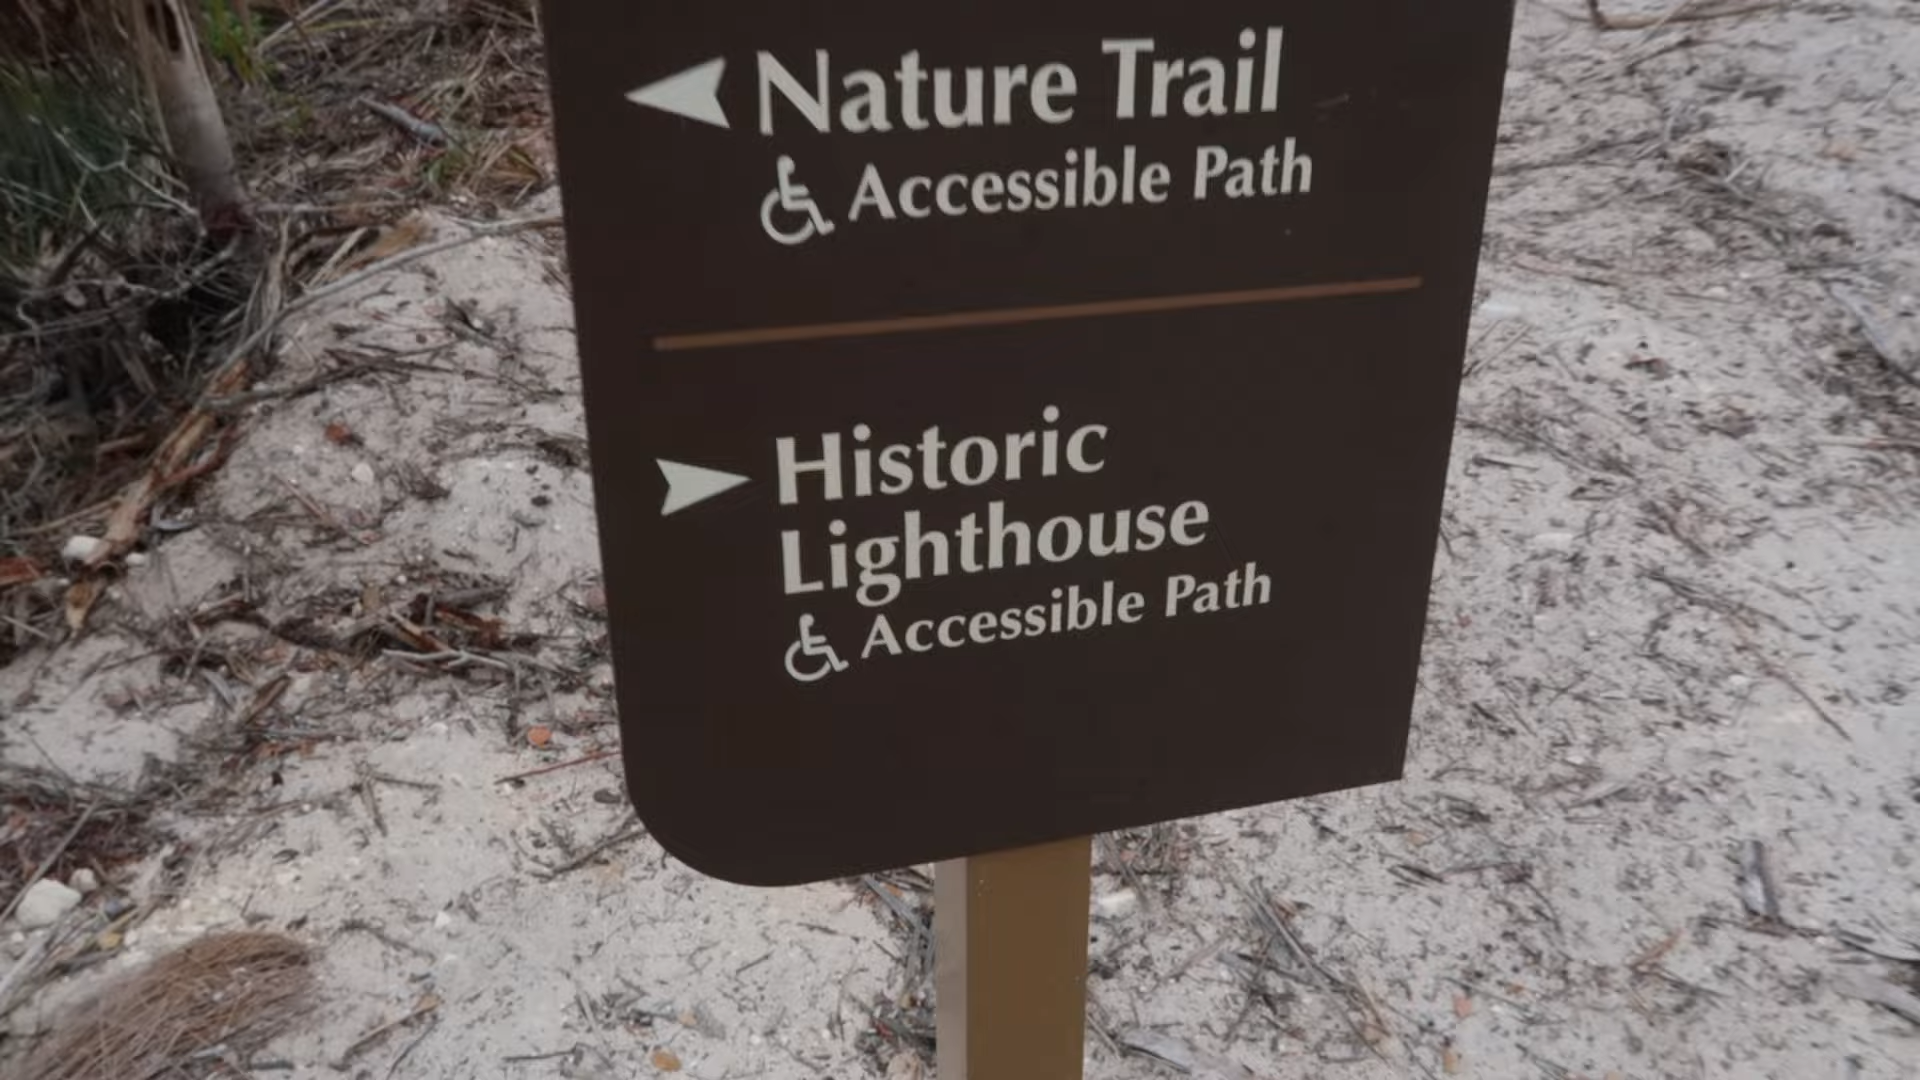 Nature Trail
Accessible Path
Historic
Lighthouse
Accessible Path